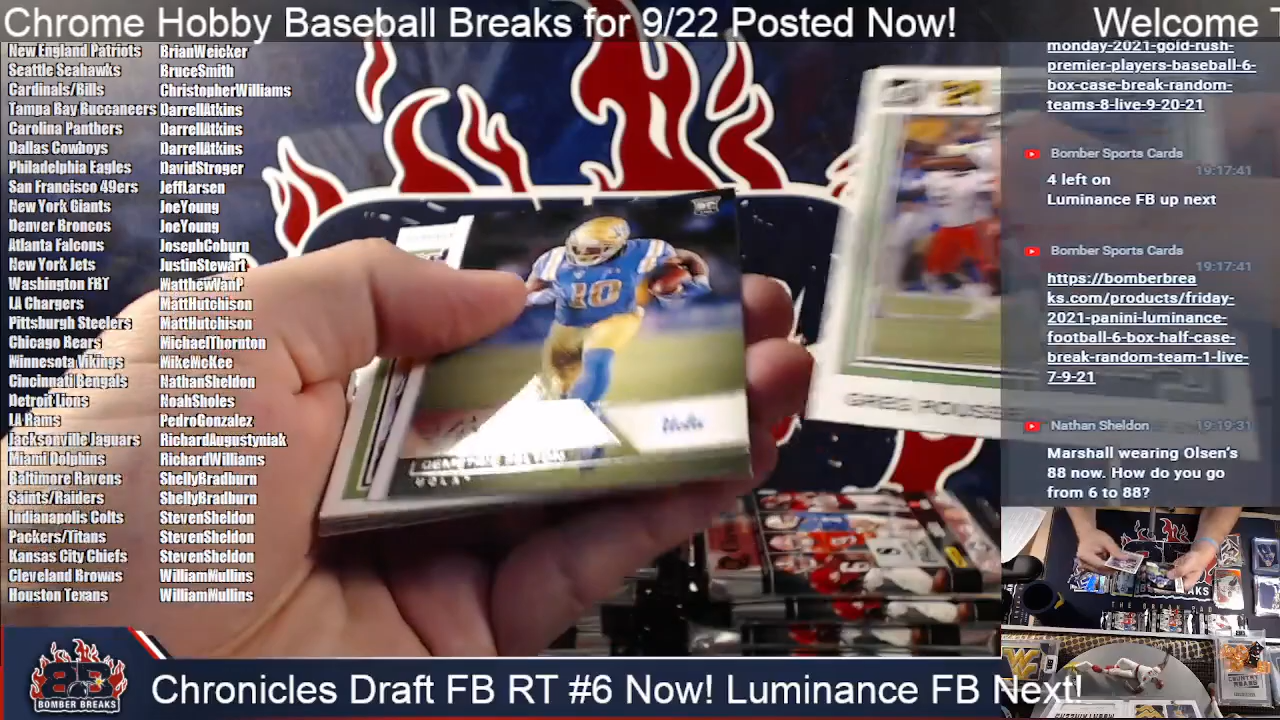 Chrome Hobby Baseball Breaks for 9/22 Posted Now! Welcome T
New England Patriots BrianWeicker
Seattle Seahawks BruceSmith
Cardinals/Bills ChristopherWilliams
Tampa Bay Buccaneers DarrellAtkins
Carolina Panthers DarrellAtkins
Dallas Cowboys DarrellAtkins
Philadelphia Eagles DavidStroger
San Francisco 49ers JeffLarsen
New York Giants JoeYoung
Denver Broncos JoeYoung
Atlanta Falcons JosephCoburn
New York Jets JustinStewart
Washington FBT MatthewVanP
LA Chargers MattHutchison
Pittsburgh Steelers MattHutchison
Chicago Bears MichaelThornton
Minnesota Vikings MikeMcKee
Cincinnati Bengals NathanSheldon
Detroit Lions NoahSholes
LA Rams PedroGonzalez
Jacksonville Jaguars RichardAugustyniak
Miami Dolphins RichardWilliams
Baltimore Ravens ShellyBradburn
Saints/Raiders ShellyBradburn
Indianapolis Colts StevenSheldon
Packers/Titans StevenSheldon
Kansas City Chiefs StevenSheldon
Cleveland Browns WilliamMullins
Houston Texans WilliamMullins
10
GREG ROUSS
monday-2021-gold-rush-
premier-players-baseball-6-
box-case-break-random-
teams-8-live-9-20-21
Bomber Sports Cards
19:17:41
4 left on
Luminance FB up next
Bomber Sports Cards
19:17:41
https://bomberbrea
ks.com/products/friday-
2021-panini-luminance-
football-6-box-half-case-
break-random-team-1-live-
7-9-21
Nathan Sheldon 19:19:31
Marshall wearing Olsen's
88 now. How do you go
from 6 to 88?
BOMBER BREAKS
Chronicles Draft FB RT #6 Now! Luminance FB Next!